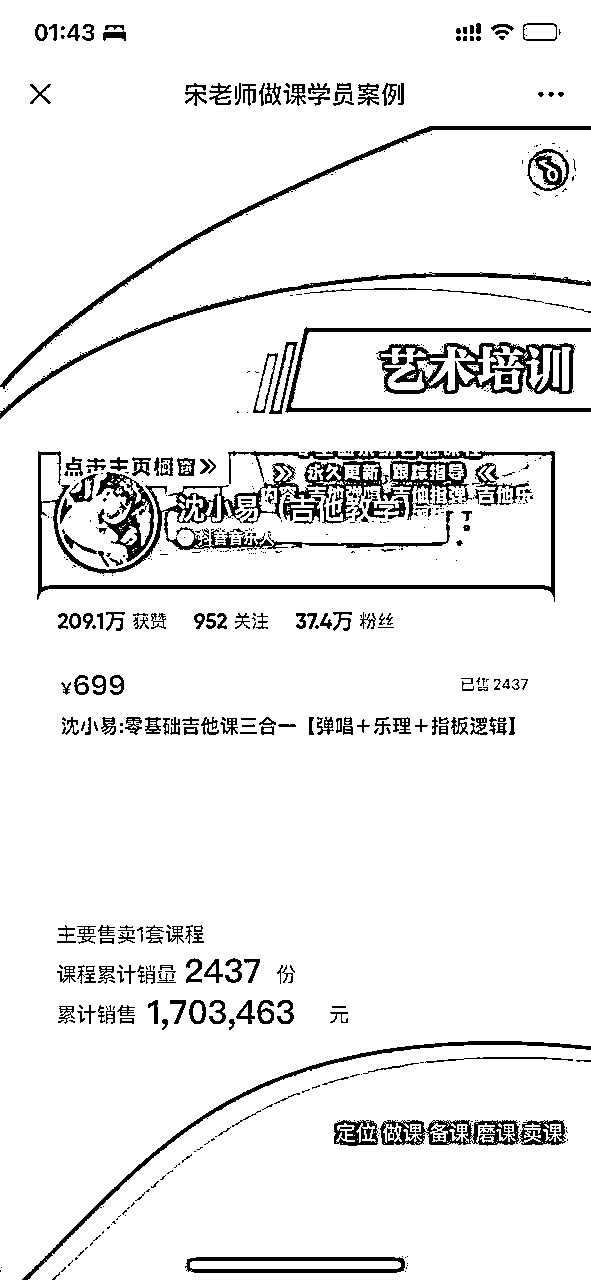 01:43
宋老师做课学员案例
艺术培训
点击主页橱窗》
》 永久更新 跟踪指导 《
沈小易（吉他教学）
抖音音乐人
209.1万 获赞 952 关注 37.4万 粉丝
¥699 已售 2437
沈小易:零基础吉他课三合一【弹唱＋乐理＋指板逻辑】
主要售卖1套课程
课程累计销量 2437 份
累计销售 1,703,463 元
定位 做课 备课 磨课 卖课